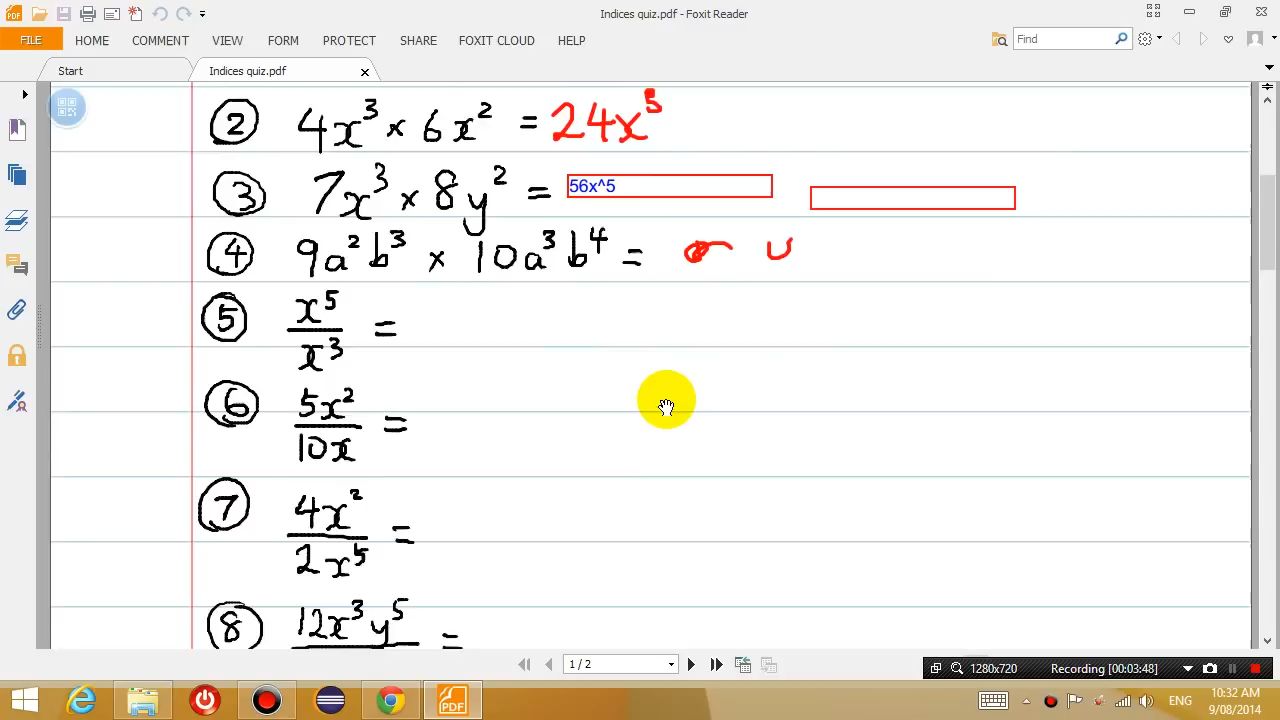 Indices quiz.pdf - Foxit Reader
FILE HOME COMMENT VIEW FORM PROTECT SHARE FOXIT CLOUD HELP Find
Start Indices quiz.pdf
② 4x³ × 6x² = 24x⁵
③ 7x³ × 8y² = 56x^5
④ 9a²b³ × 10a³b⁴ =
⑤ x⁵/x³ =
⑥ 5x²/10x =
⑦ 4x²/2x⁵ =
⑧ 12x³y⁵ =
1 / 2
1280x720 Recording [00:03:48]
ENG 10:32 AM
9/08/2014